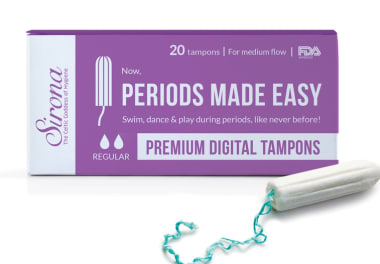 20 tampons | For medium flow | FDA
Now,
PERIODS MADE EASY
Swim, dance & play during periods, like never before!
REGULAR
PREMIUM DIGITAL TAMPONS
Sirona
The Celtic Goddess of Hygiene